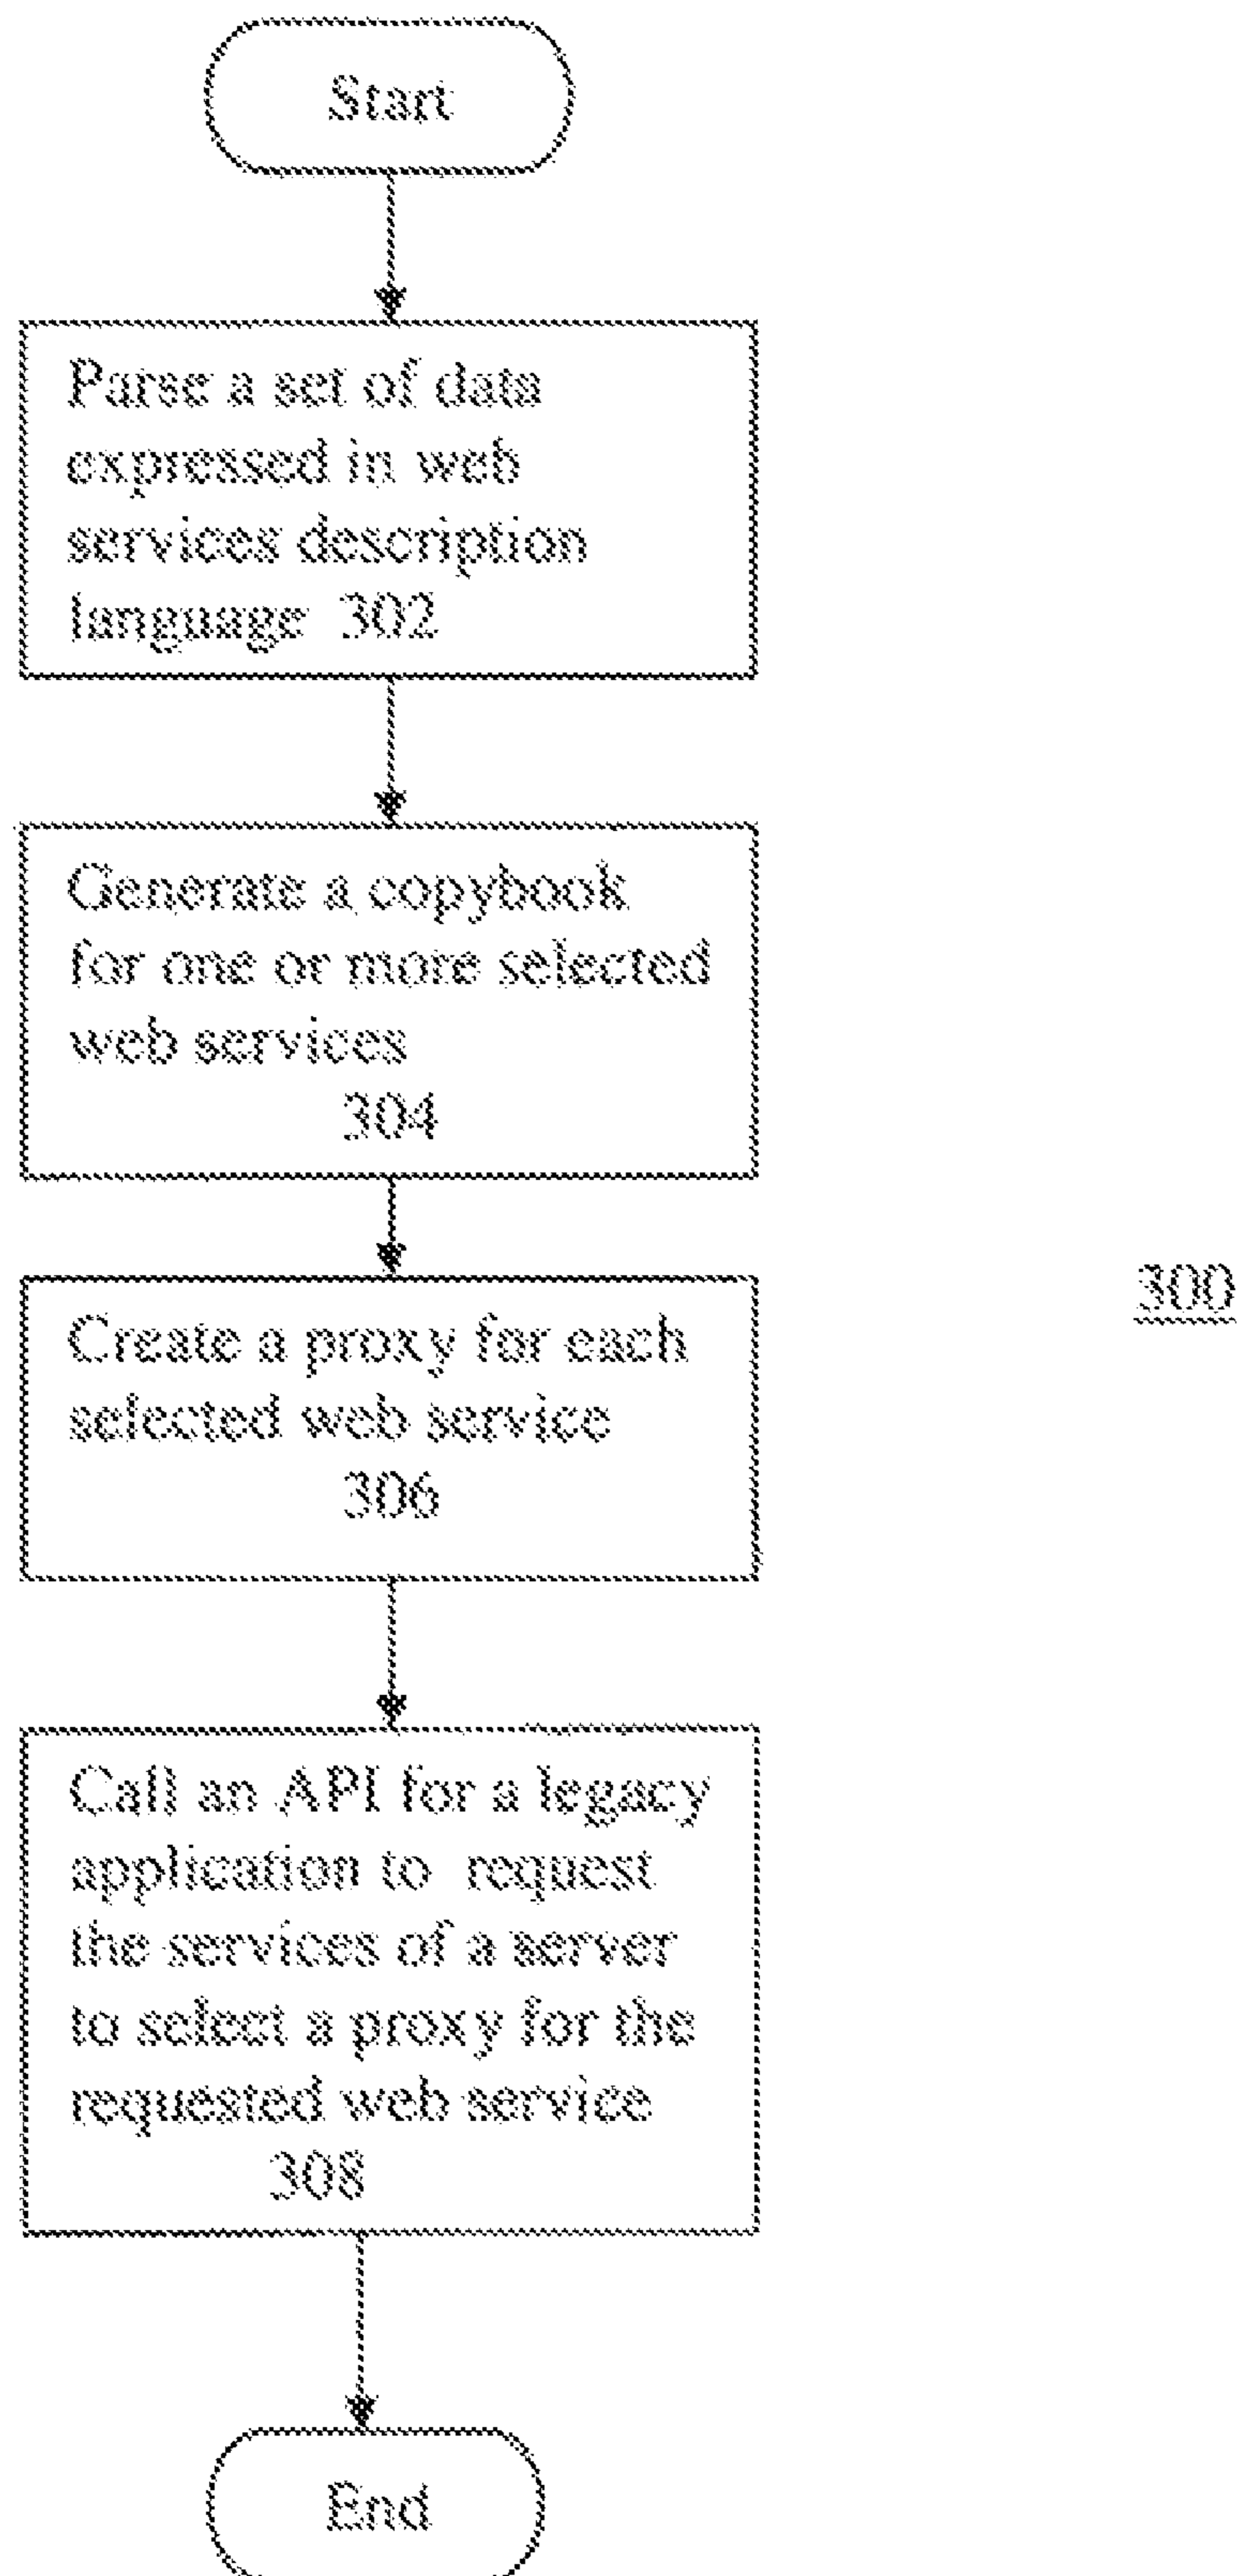 Start
Parse a set of data
expressed in web
services description
language 302
Generate a copybook
for one or more selected
web services
304
300
Create a proxy for each
selected web service
306
Call an API for a legacy
application to request
the services of a server
to select a proxy for the
requested web service
308
End